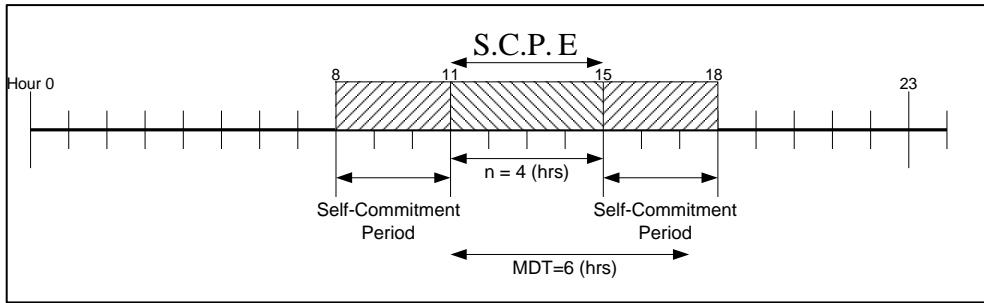 S.C.P. E
Hour 0
8
11
15
18
23
n = 4 (hrs)
Self-Commitment
Period
Self-Commitment
Period
MDT=6 (hrs)